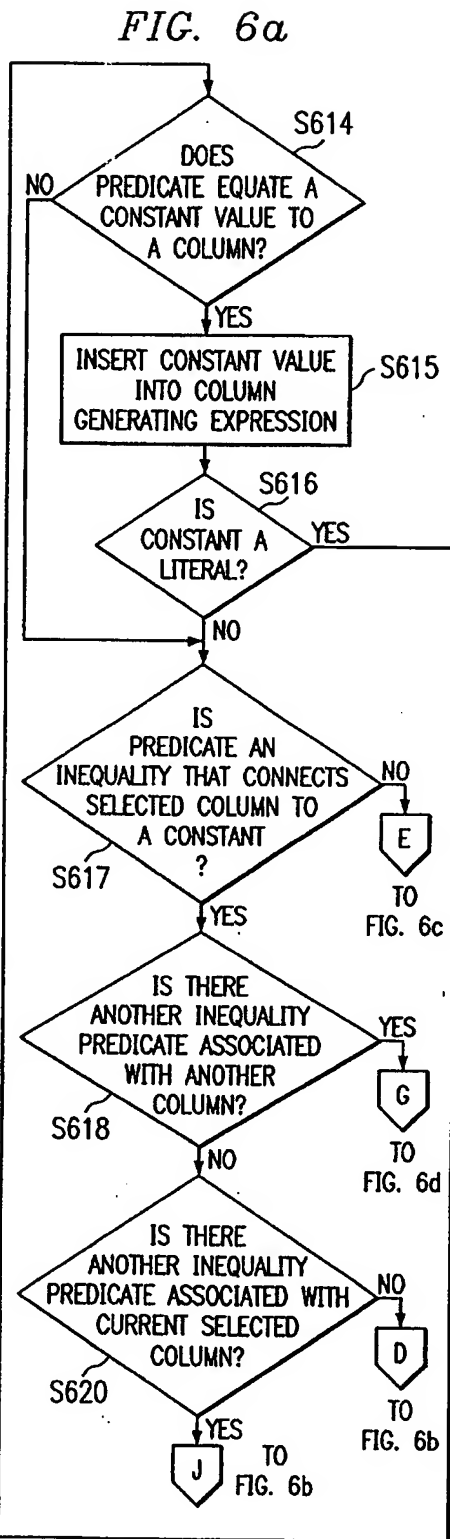 FIG. 6a
S614
DOES
PREDICATE EQUATE A
CONSTANT VALUE TO
A COLUMN?
NO
YES
INSERT CONSTANT VALUE
INTO COLUMN
GENERATING EXPRESSION
S615
S616
IS
CONSTANT A
LITERAL?
YES
NO
IS
PREDICATE AN
INEQUALITY THAT CONNECTS
SELECTED COLUMN TO
A CONSTANT
?
NO
S617
E
TO
FIG. 6c
YES
IS THERE
ANOTHER INEQUALITY
PREDICATE ASSOCIATED
WITH ANOTHER
COLUMN?
YES
S618
G
TO
FIG. 6d
NO
IS THERE
ANOTHER INEQUALITY
PREDICATE ASSOCIATED WITH
CURRENT SELECTED
COLUMN?
NO
S620
D
TO
FIG. 6b
YES
J
TO
FIG. 6b